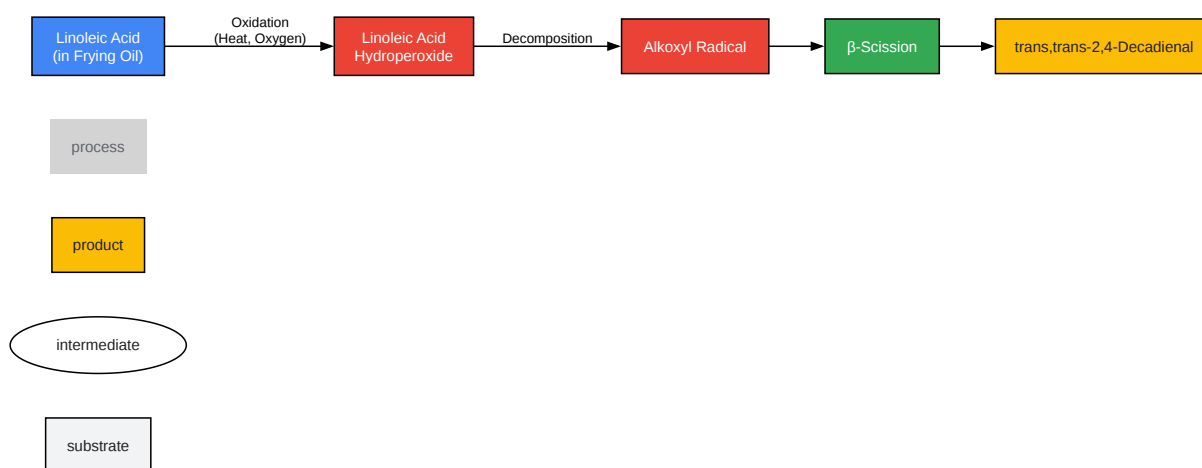 Linoleic Acid
(in Frying Oil)
Oxidation
(Heat, Oxygen)
Linoleic Acid
Hydroperoxide
Decomposition
Alkoxyl Radical
β-Scission
trans,trans-2,4-Decadienal
process
product
intermediate
substrate